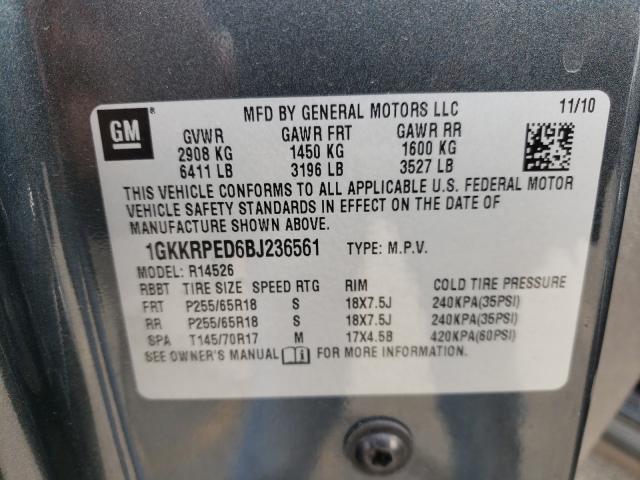 GM®
MFD BY GENERAL MOTORS LLC 11/10
GVWR GAWR FRT GAWR RR
2908 KG 1450 KG 1600 KG
6411 LB 3196 LB 3527 LB
THIS VEHICLE CONFORMS TO ALL APPLICABLE U.S. FEDERAL MOTOR
VEHICLE SAFETY STANDARDS IN EFFECT ON THE DATE OF
MANUFACTURE SHOWN ABOVE.
1GKKRPED6BJ236561 TYPE: M.P.V.
MODEL: R14526
RBBT TIRE SIZE SPEED RTG RIM COLD TIRE PRESSURE
FRT P255/65R18 S 18X7.5J 240KPA(35PSI)
RR P255/65R18 S 18X7.5J 240KPA(35PSI)
SPA T145/70R17 M 17X4.5B 420KPA(60PSI)
SEE OWNER'S MANUAL FOR MORE INFORMATION.